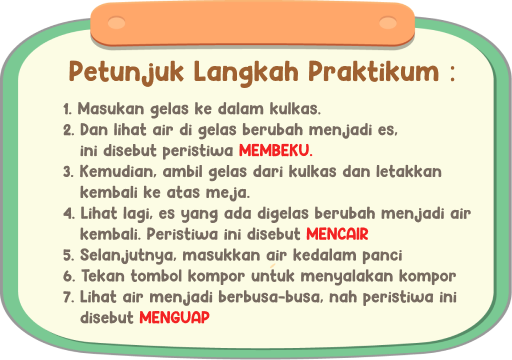 Petunjuk Langkah Praktikum :
1. Masukan gelas ke dalam kulkas.
2. Dan lihat air di gelas berubah menjadi es,
ini disebut peristiwa MEMBEKU.
3. Kemudian, ambil gelas dari kulkas dan letakkan
kembali ke atas meja.
4. Lihat lagi, es yang ada digelas berubah menjadi air
kembali. Peristiwa ini disebut MENCAIR
5. Selanjutnya, masukkan air kedalam panci
6. Tekan tombol kompor untuk menyalakan kompor
7. Lihat air menjadi berbusa-busa, nah peristiwa ini
disebut MENGUAP